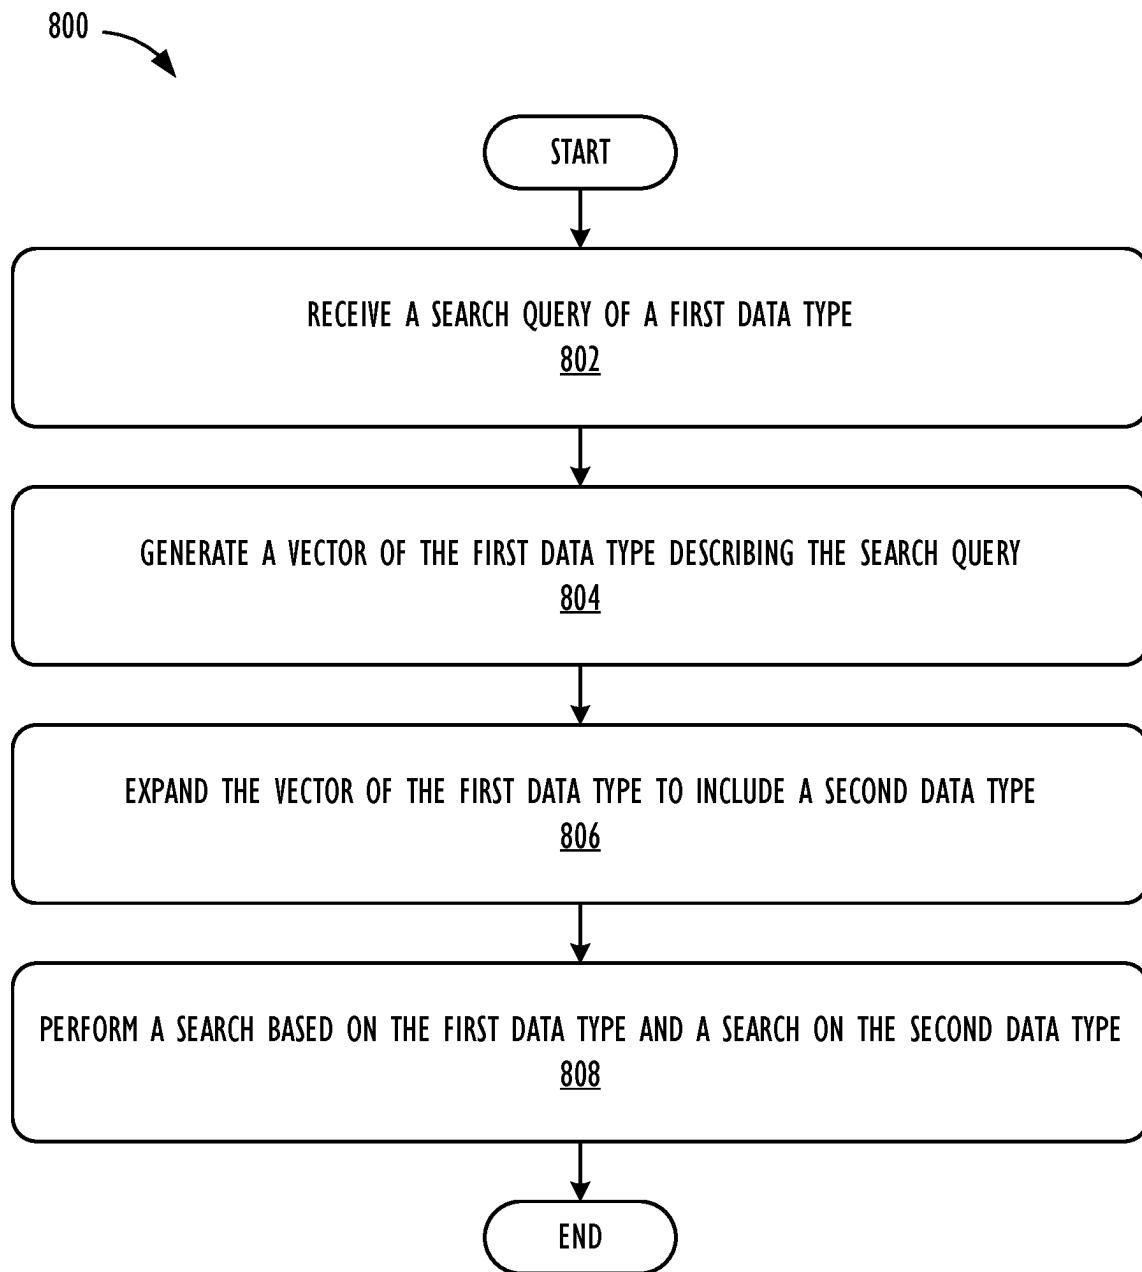 800
START
RECEIVE A SEARCH QUERY OF A FIRST DATA TYPE
802
GENERATE A VECTOR OF THE FIRST DATA TYPE DESCRIBING THE SEARCH QUERY
804
EXPAND THE VECTOR OF THE FIRST DATA TYPE TO INCLUDE A SECOND DATA TYPE
806
PERFORM A SEARCH BASED ON THE FIRST DATA TYPE AND A SEARCH ON THE SECOND DATA TYPE
808
END